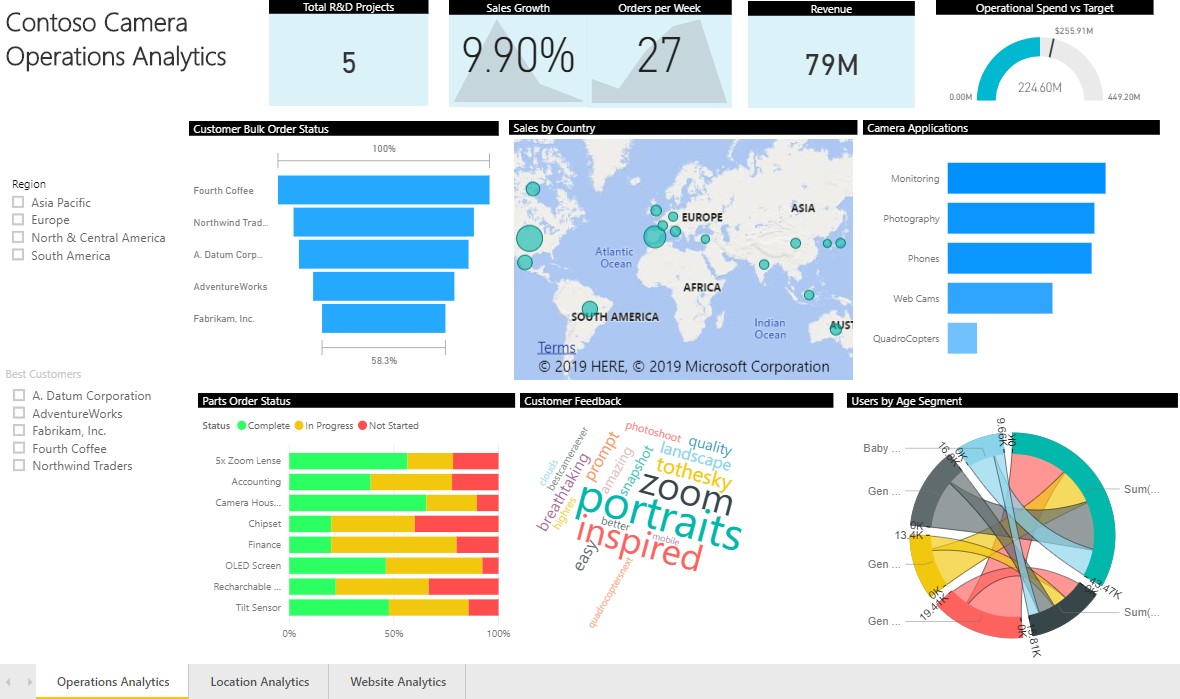 Contoso Camera
Operations Analytics
Total R&D Projects
5
Sales Growth
9.90%
Orders per Week
27
Revenue
79M
Operational Spend vs Target
$255.91M
224.60M
0.00M
449.20M
Region
Asia Pacific
Europe
North & Central America
South America
Best Customers
A. Datum Corporation
AdventureWorks
Fabrikam, Inc.
Fourth Coffee
Northwind Traders
Customer Bulk Order Status
100%
Fourth Coffee
Northwind Trad...
A. Datum Corp...
AdventureWorks
Fabrikam, Inc.
58.3%
Sales by Country
EUROPE
ASIA
Atlantic
Ocean
AFRICA
SOUTH AMERICA
Indian
Ocean
AUST
Terms
© 2019 HERE, © 2019 Microsoft Corporation
Camera Applications
Monitoring
Photography
Phones
Web Cams
QuadroCopters
Parts Order Status
Status Complete In Progress Not Started
5x Zoom Lense
Accounting
Camera Hous...
Chipset
Finance
OLED Screen
Recharchable ...
Tilt Sensor
0% 50% 100%
Customer Feedback
photoshoot
quality
landscape
tothesky
bestcameraever
clouds
prompt
amazing
snapshot
breathtaking
highres
zoom
portraits
better
mobile
inspired
easy
quadrocoptersnext
Users by Age Segment
Baby ...
Gen ...
Gen ...
Gen ...
Sum(...
Sum(...
9.66K
0K
16.8K
0K
0K
13.4K
0K
19.41K
0K
19.81K
0K
43.47K
Operations Analytics
Location Analytics
Website Analytics